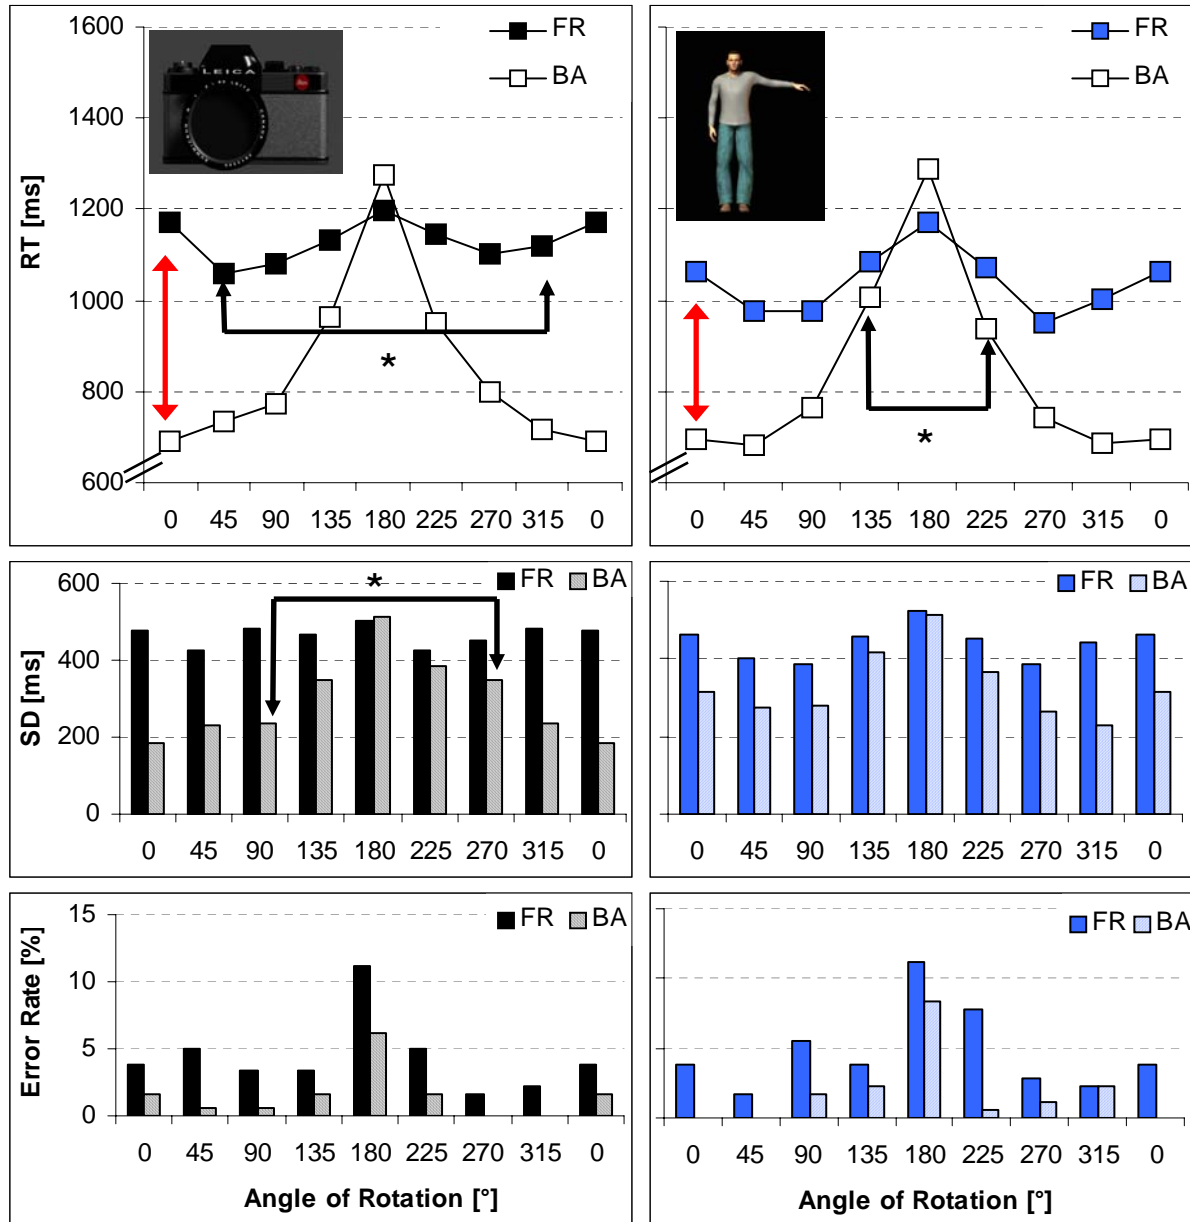 1600
1400
1200
1000
800
600
RT [ms]
FR
BA
LEICA
*
0 45 90 135 180 225 270 315 0
FR
BA
*
0 45 90 135 180 225 270 315 0
600
400
200
0
SD [ms]
* FR BA
0 45 90 135 180 225 270 315 0
FR BA
0 45 90 135 180 225 270 315 0
15
10
5
0
Error Rate [%]
FR BA
0 45 90 135 180 225 270 315 0
Angle of Rotation [°]
FR BA
0 45 90 135 180 225 270 315 0
Angle of Rotation [°]